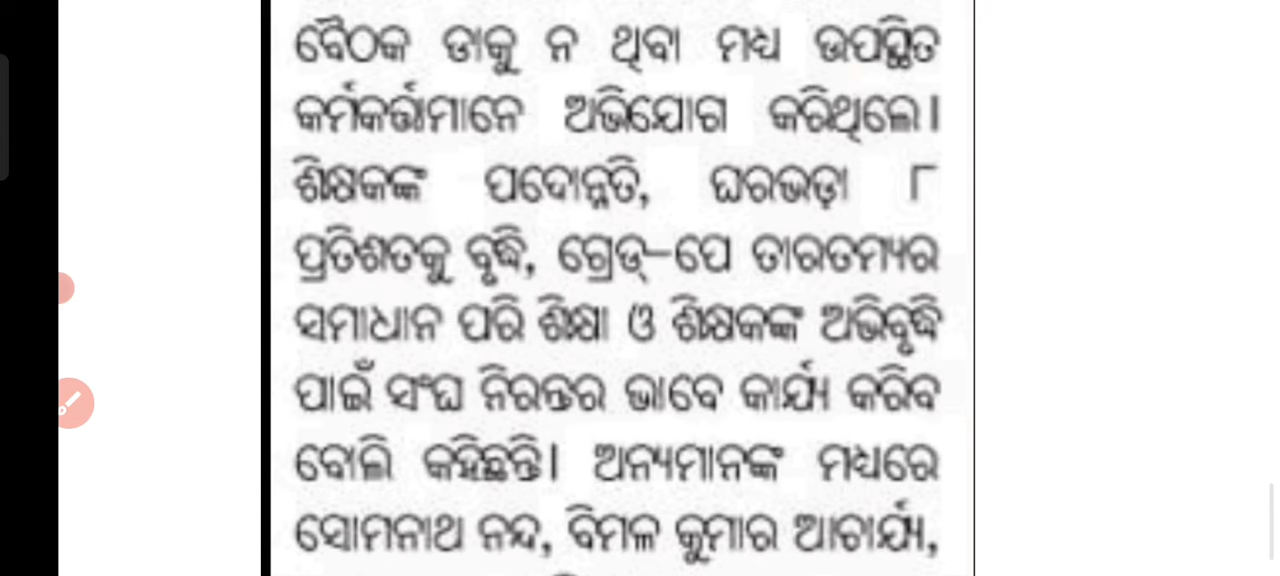 ବୈଠକ ଡାକୁ ନ ଥିବା ମଧ୍ୟ ଉପସ୍ଥିତ
କର୍ମକର୍ତ୍ତାମାନେ ଅଭିଯୋଗ କରିଥିଲେ।
ଶିକ୍ଷକଙ୍କ ପଦୋନ୍ନତି, ଘରଭଡ଼ା ୮
ପ୍ରତିଶତକୁ ବୃଦ୍ଧି, ଗ୍ରେଡ୍-ପେ ତାରତମ୍ୟର
ସମାଧାନ ପରି ଶିକ୍ଷା ଓ ଶିକ୍ଷକଙ୍କ ଅଭିବୃଦ୍ଧି
ପାଇଁ ସଂଘ ନିରନ୍ତର ଭାବେ କାର୍ଯ୍ୟ କରିବ
ବୋଲି କହିଛନ୍ତି। ଅନ୍ୟମାନଙ୍କ ମଧ୍ୟରେ
ସୋମନାଥ ନନ୍ଦ, ବିମଳ କୁମାର ଆଚାର୍ଯ୍ୟ,